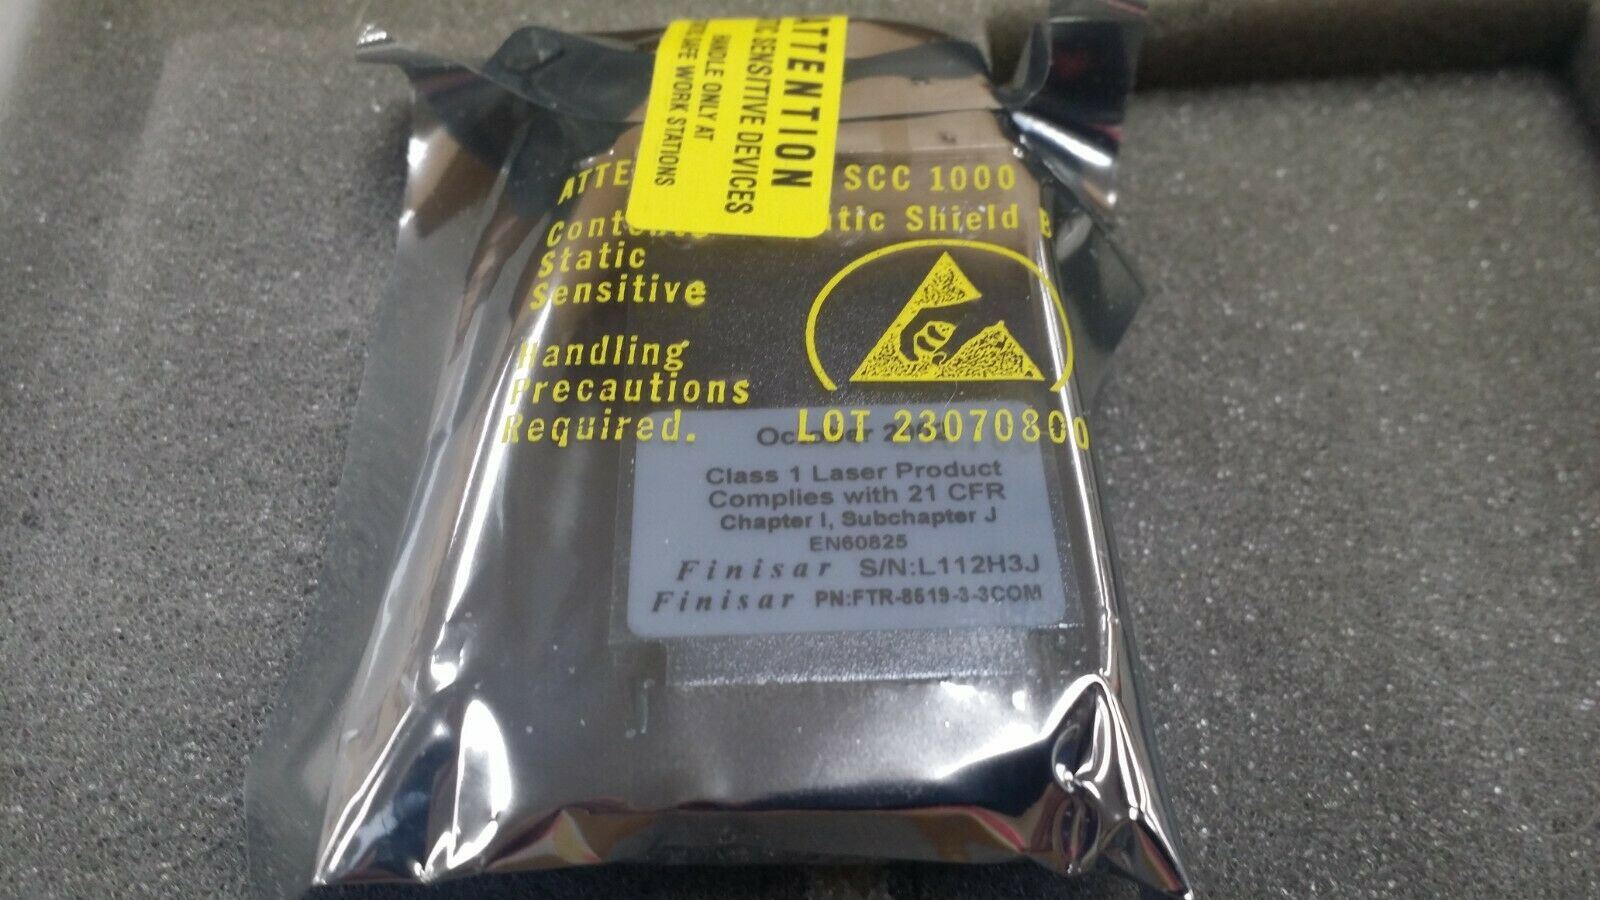 ATTENTION
SENSITIVE DEVICES
HANDLE ONLY AT
SAFE WORK STATIONS
SCC 1000
Static Shield
Static
Sensitive
Handling
Precautions
Required. LOT 23070800
October
Class 1 Laser Product
Complies with 21 CFR
Chapter I, Subchapter J
EN60825
Finisar S/N:L112H3J
Finisar PN:FTR-8519-3-3COM